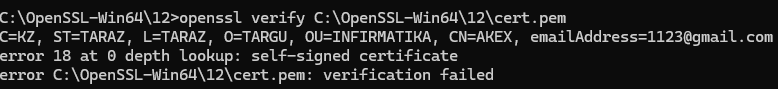 C:\OpenSSL-Win64\12>openssl verify C:\OpenSSL-Win64\12\cert.pem
C=KZ, ST=TARAZ, L=TARAZ, O=TARGU, OU=INFIRMATIKA, CN=AKEX, emailAddress=1123@gmail.com
error 18 at 0 depth lookup: self-signed certificate
error C:\OpenSSL-Win64\12\cert.pem: verification failed